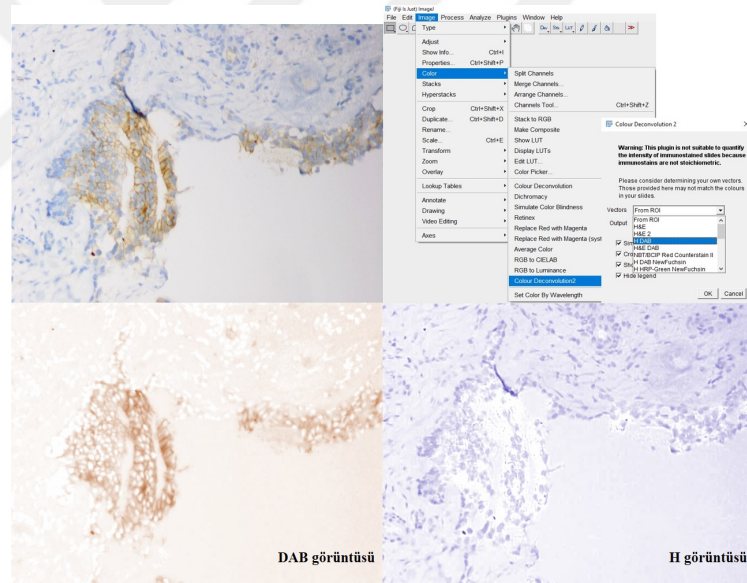 (Fiji Is Just) ImageJ
File Edit Image Process Analyze Plugins Window Help
Dev Stk LUT
Type
Adjust
Show Info... Ctrl+I
Properties... Ctrl+Shift+P
Color
Stacks
Hyperstacks
Crop Ctrl+Shift+X
Duplicate... Ctrl+Shift+D
Rename...
Scale... Ctrl+E
Transform
Zoom
Overlay
Lookup Tables
Annotate
Drawing
Video Editing
Axes
Split Channels
Merge Channels...
Arrange Channels...
Channels Tool... Ctrl+Shift+Z
Stack to RGB
Make Composite
Show LUT
Display LUTs
Edit LUT...
Color Picker...
Colour Deconvolution
Dichromacy
Simulate Color Blindness
Retinex
Replace Red with Magenta
Replace Red with Magenta (syst
Average Color
RGB to CIELAB
RGB to Luminance
Colour Deconvolution2
Set Color By Wavelength
Colour Deconvolution 2
Warning: This plugin is not suitable to quantify
the intensity of immunostained slides because
immunostains are not stoichiometric.
Please consider determining your own vectors.
Those provided here may not match the colours
in your slides.
Vectors From ROI
Output From ROI
H&E
H&E 2
H DAB
H&E DAB
NBT/BCIP Red Counterstain II
H DAB NewFuchsin
H HRP-Green NewFuchsin
Hide legend
OK Cancel
DAB görüntüsü
H görüntüsü